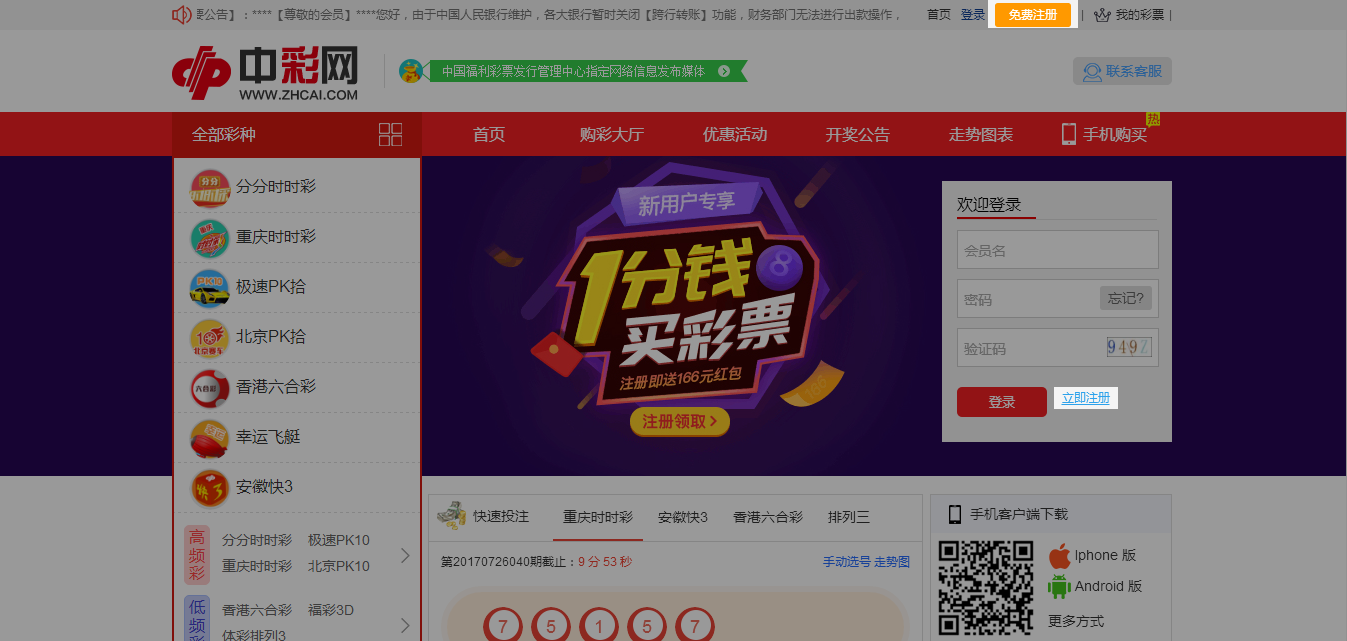 要公告】：****【尊敬的会员】****您好，由于中国人民银行维护，各大银行暂时关闭【跨行转账】功能，财务部门无法进行出款操作，
首页 登录 免费注册 | 我的彩票 |
中彩网
WWW.ZHCAI.COM
中国福利彩票发行管理中心指定网络信息发布媒体
联系客服
全部彩种
首页 购彩大厅 优惠活动 开奖公告 走势图表 手机购买 热
分分时时彩
重庆时时彩
极速PK拾
北京PK拾
香港六合彩
幸运飞艇
安徽快3
高频彩
分分时时彩 极速PK10
重庆时时彩 北京PK10
低频
香港六合彩 福彩3D
体彩排列3
新用户专享
1分钱
8
买彩票
注册即送166元红包
注册领取
欢迎登录
会员名
密码 忘记?
验证码 949Z
登录 立即注册
快速投注 重庆时时彩 安徽快3 香港六合彩 排列三
第20170726040期截止：9 分 53 秒 手动选号 走势图
7 5 1 5 7
手机客户端下载
Iphone 版
Android 版
更多方式